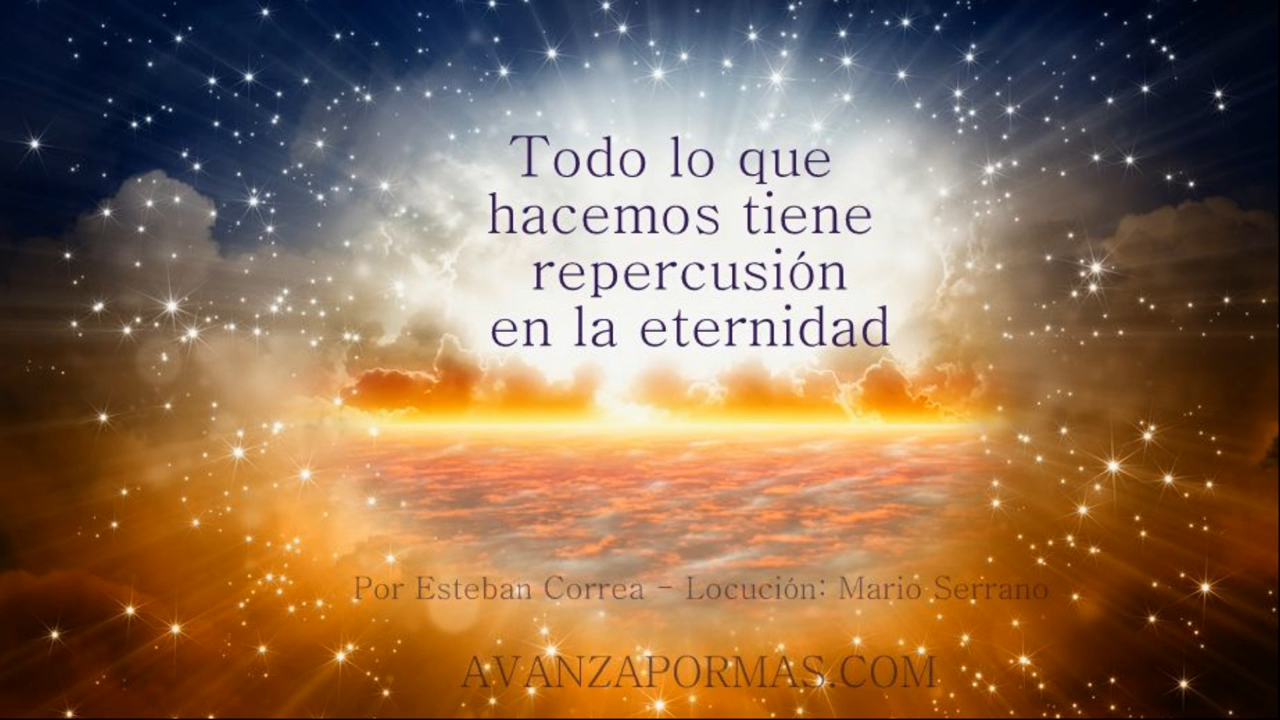 Todo lo que
hacemos tiene
repercusión
en la eternidad
Por Esteban Correa - Locución: Mario Serrano
AVANZAPORMAS.COM